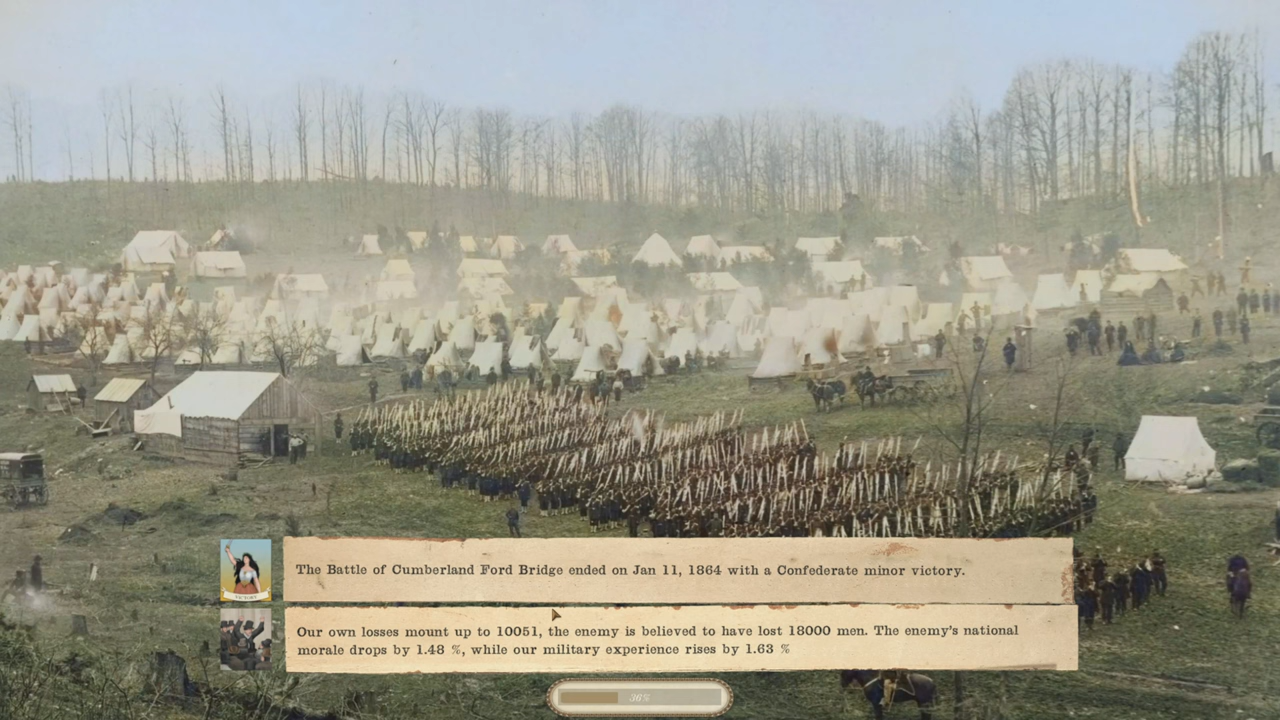 The Battle of Cumberland Ford Bridge ended on Jan 11, 1864 with a Confederate minor victory.
Our own losses mount up to 10051, the enemy is believed to have lost 18000 men. The enemy's national
morale drops by 1.48 %, while our military experience rises by 1.63 %
36%